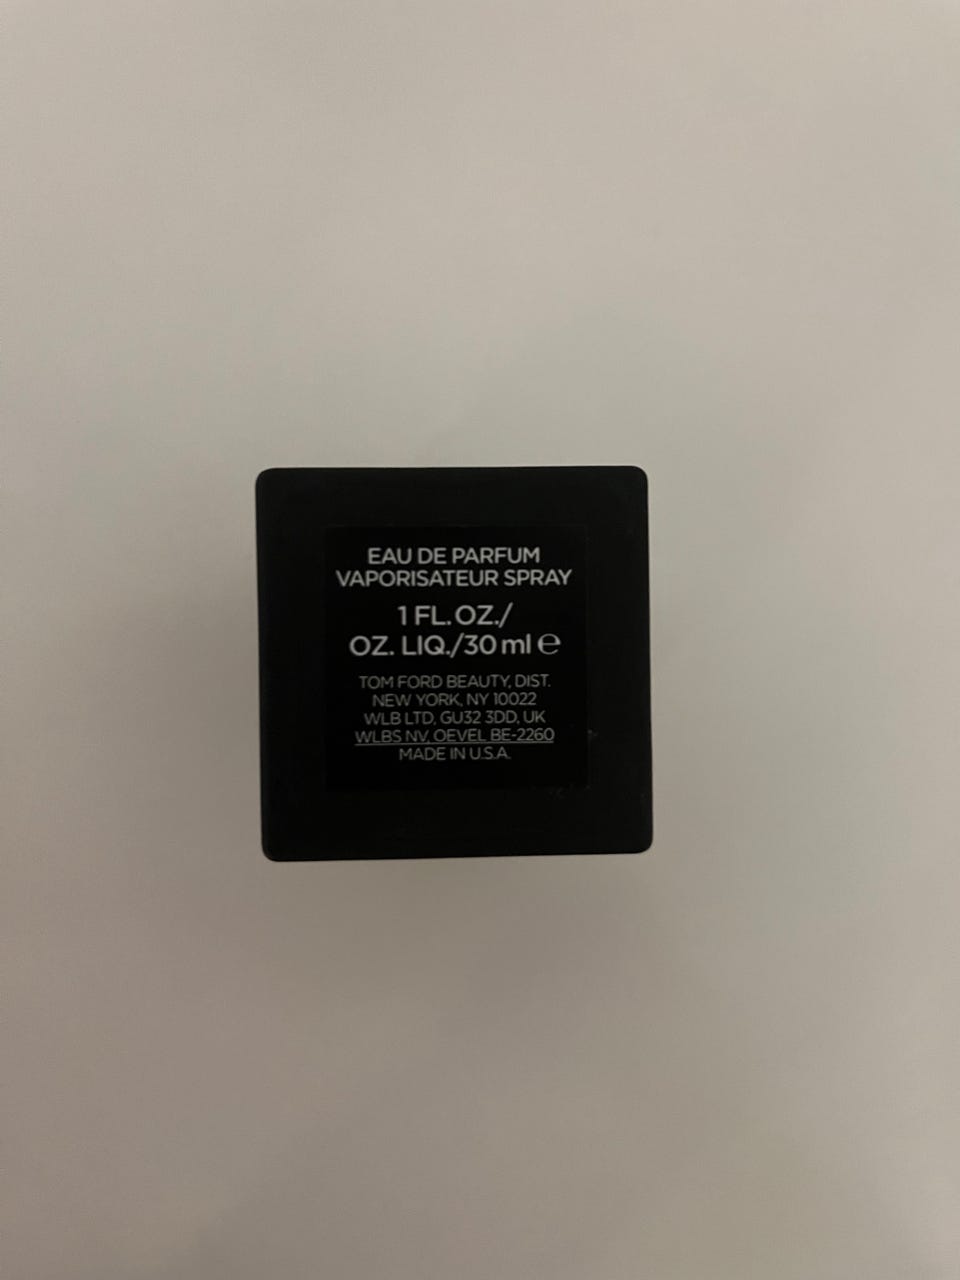 EAU DE PARFUM
VAPORISATEUR SPRAY
1 FL. OZ./
OZ. LIQ./30 ml ℮
TOM FORD BEAUTY, DIST.
NEW YORK, NY 10022
WLB LTD, GU32 3DD, UK
WLBS NV, OEVEL BE-2260
MADE IN U.S.A.